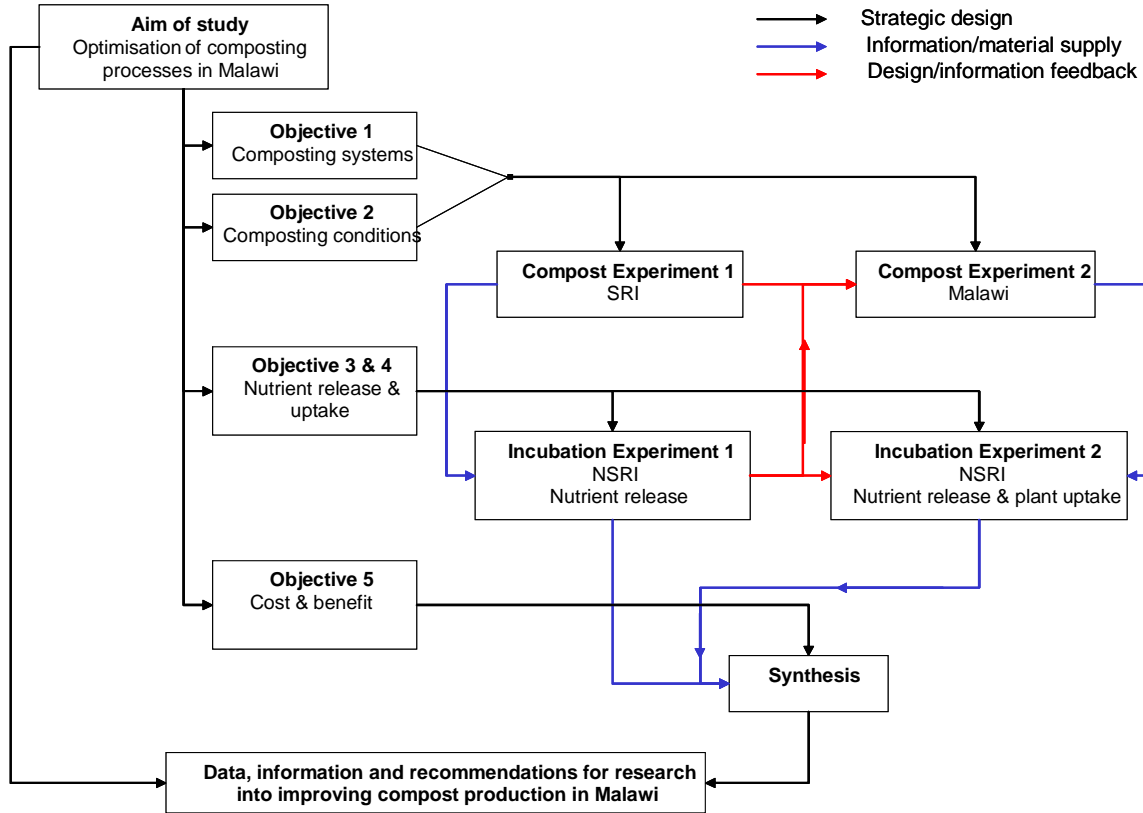 Aim of study
Optimisation of composting
processes in Malawi
Strategic design
Information/material supply
Design/information feedback
Objective 1
Composting systems
Objective 2
Composting conditions
Compost Experiment 1
SRI
Compost Experiment 2
Malawi
Objective 3 & 4
Nutrient release &
uptake
Incubation Experiment 1
NSRI
Nutrient release
Incubation Experiment 2
NSRI
Nutrient release & plant uptake
Objective 5
Cost & benefit
Synthesis
Data, information and recommendations for research
into improving compost production in Malawi